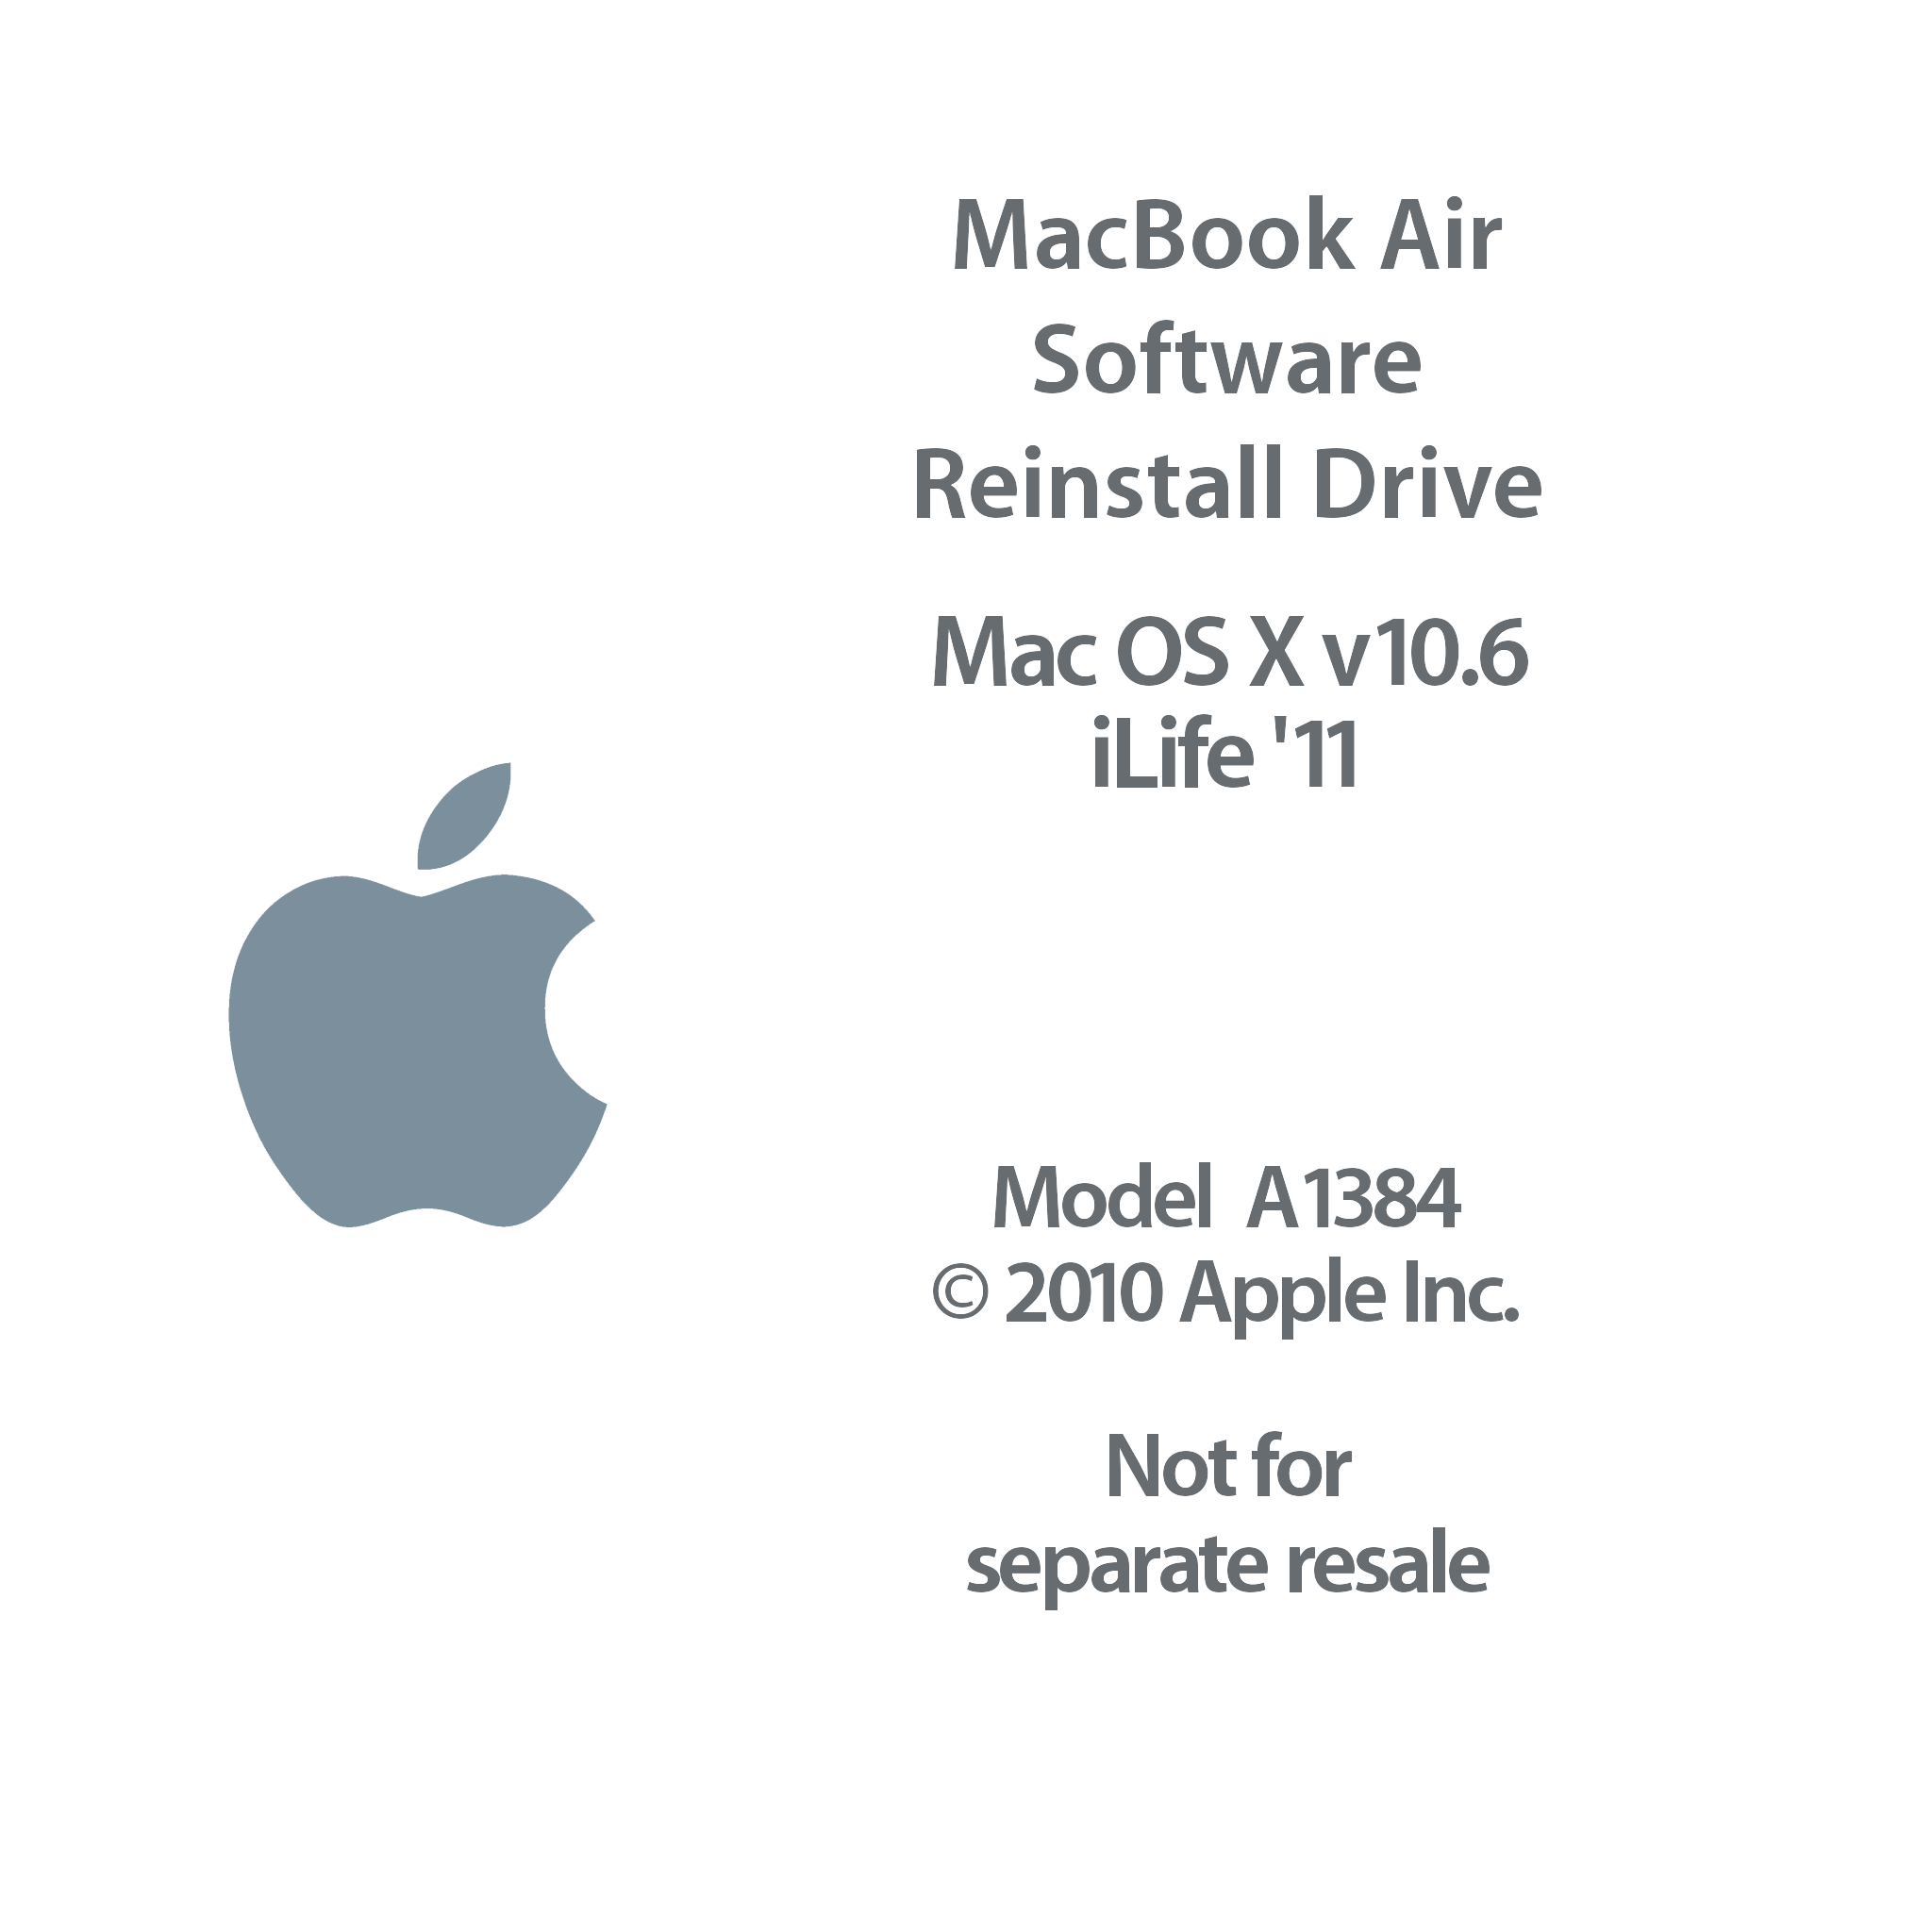 MacBook Air
Software
Reinstall Drive
Mac OS X v10.6
iLife '11
Model A1384
© 2010 Apple Inc.
Not for
separate resale